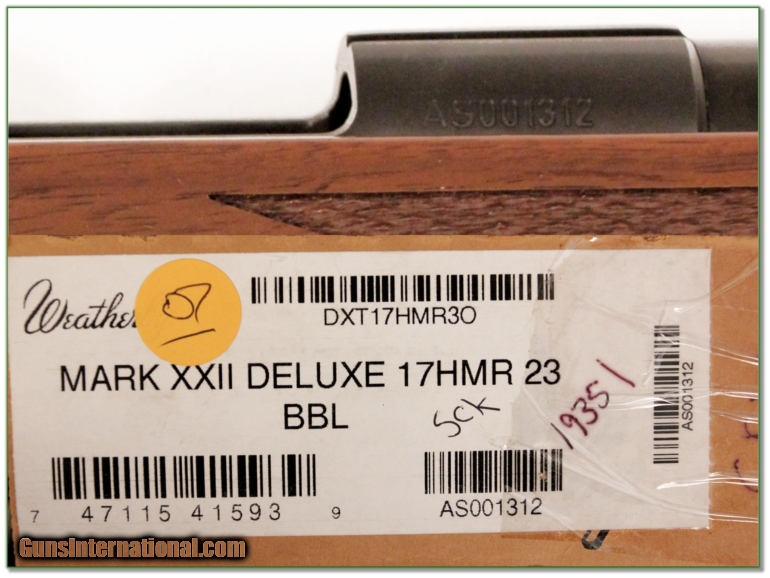 AS001312
Weather
07
DXT17HMR3O
MARK XXII DELUXE 17HMR 23
BBL
SCK
19351
AS001312
7 47115 41593 9
AS001312
GunsInternational.com